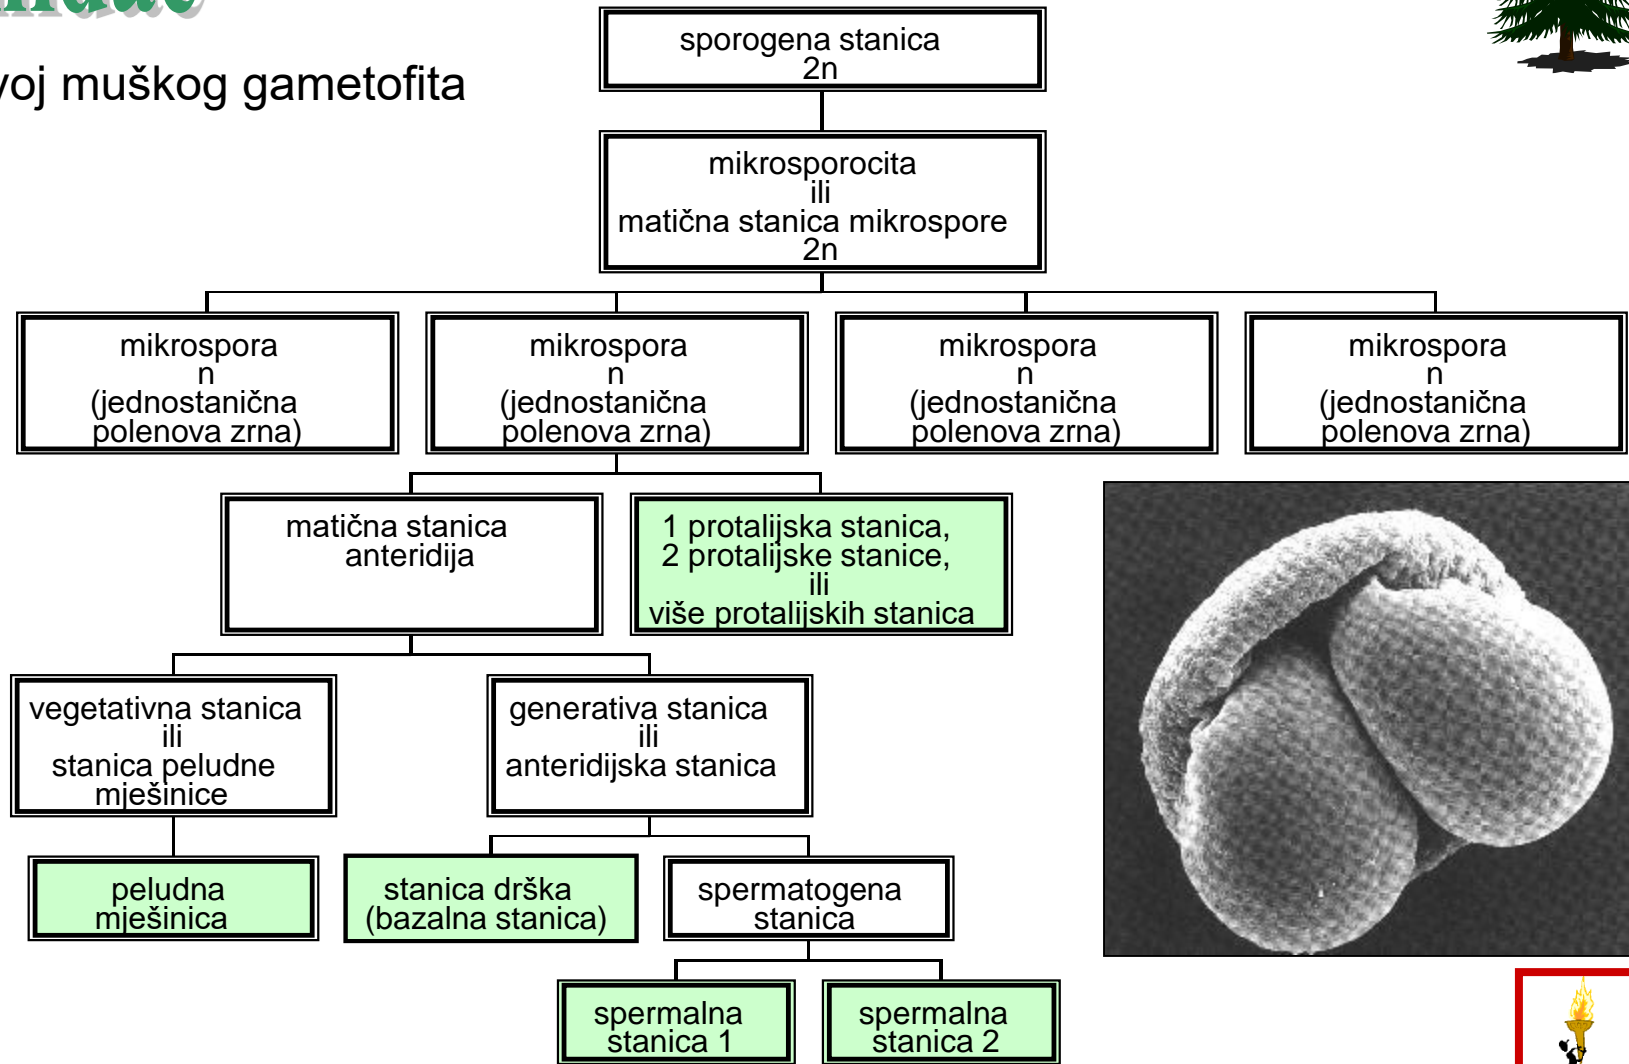 voj muškog gametofita
sporogena stanica
2n
mikrosporocita
ili
matična stanica mikrospore
2n
mikrospora
n
(jednostanična
polenova zrna)
mikrospora
n
(jednostanična
polenova zrna)
mikrospora
n
(jednostanična
polenova zrna)
mikrospora
n
(jednostanična
polenova zrna)
matična stanica
anteridija
1 protalijska stanica,
2 protalijske stanice,
ili
više protalijskih stanica
vegetativna stanica
ili
stanica peludne
mješinice
generativa stanica
ili
anteridijska stanica
peludna
mješinica
stanica drška
(bazalna stanica)
spermatogena
stanica
spermalna
stanica 1
spermalna
stanica 2